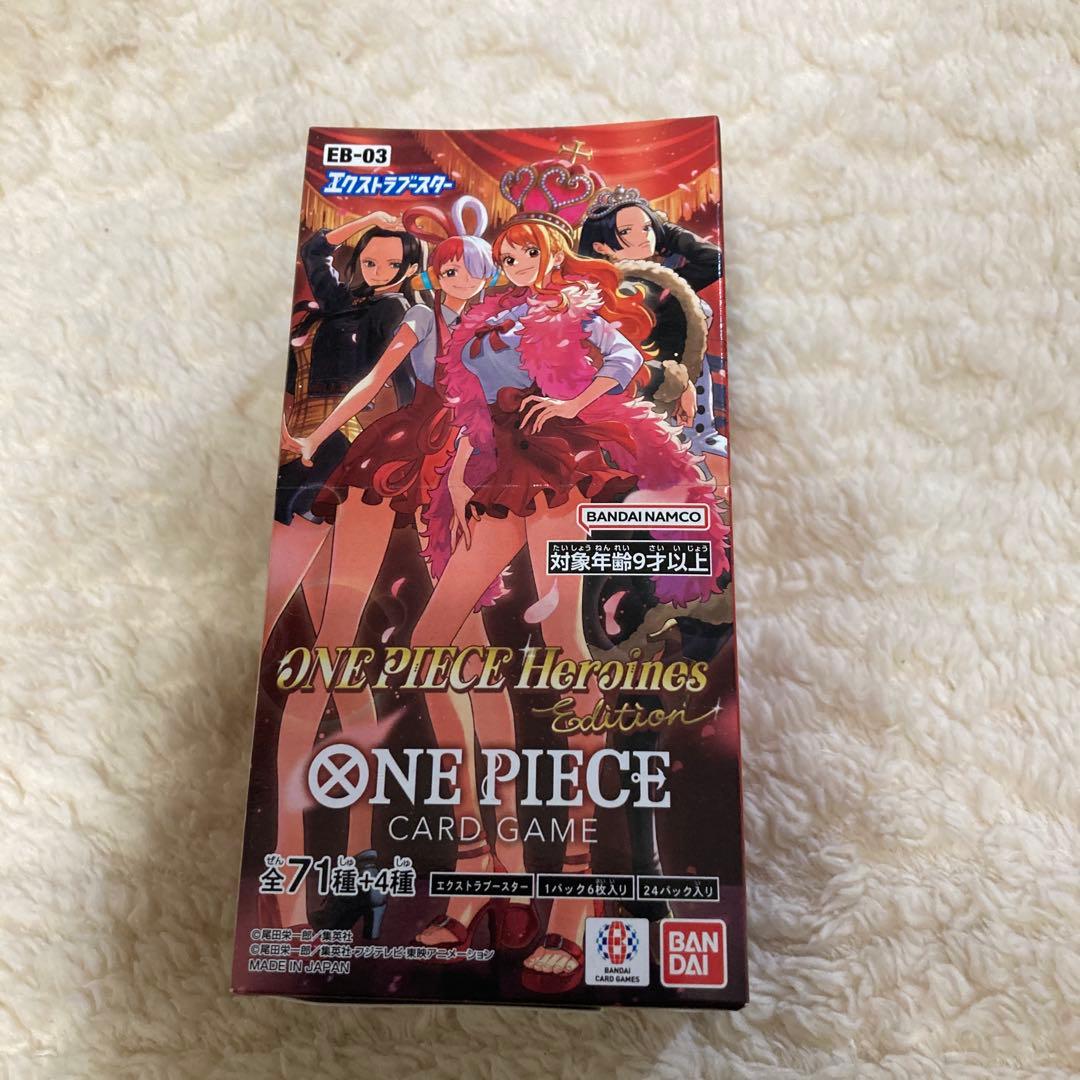 EB-03
エクストラブースター
BANDAI NAMCO
たいしょうねんれい さい いじょう
対象年齢9才以上
ONE PIECE Heroines
Edition
ONE PIECE
CARD GAME
ぜん しゅ しゅ
全71種+4種
エクストラブースター
1パック6枚入り
24パック入り
BANDAI
CARD GAMES
BAN
DAI
©尾田栄一郎/集英社
©尾田栄一郎/集英社・フジテレビ・東映アニメーション
MADE IN JAPAN